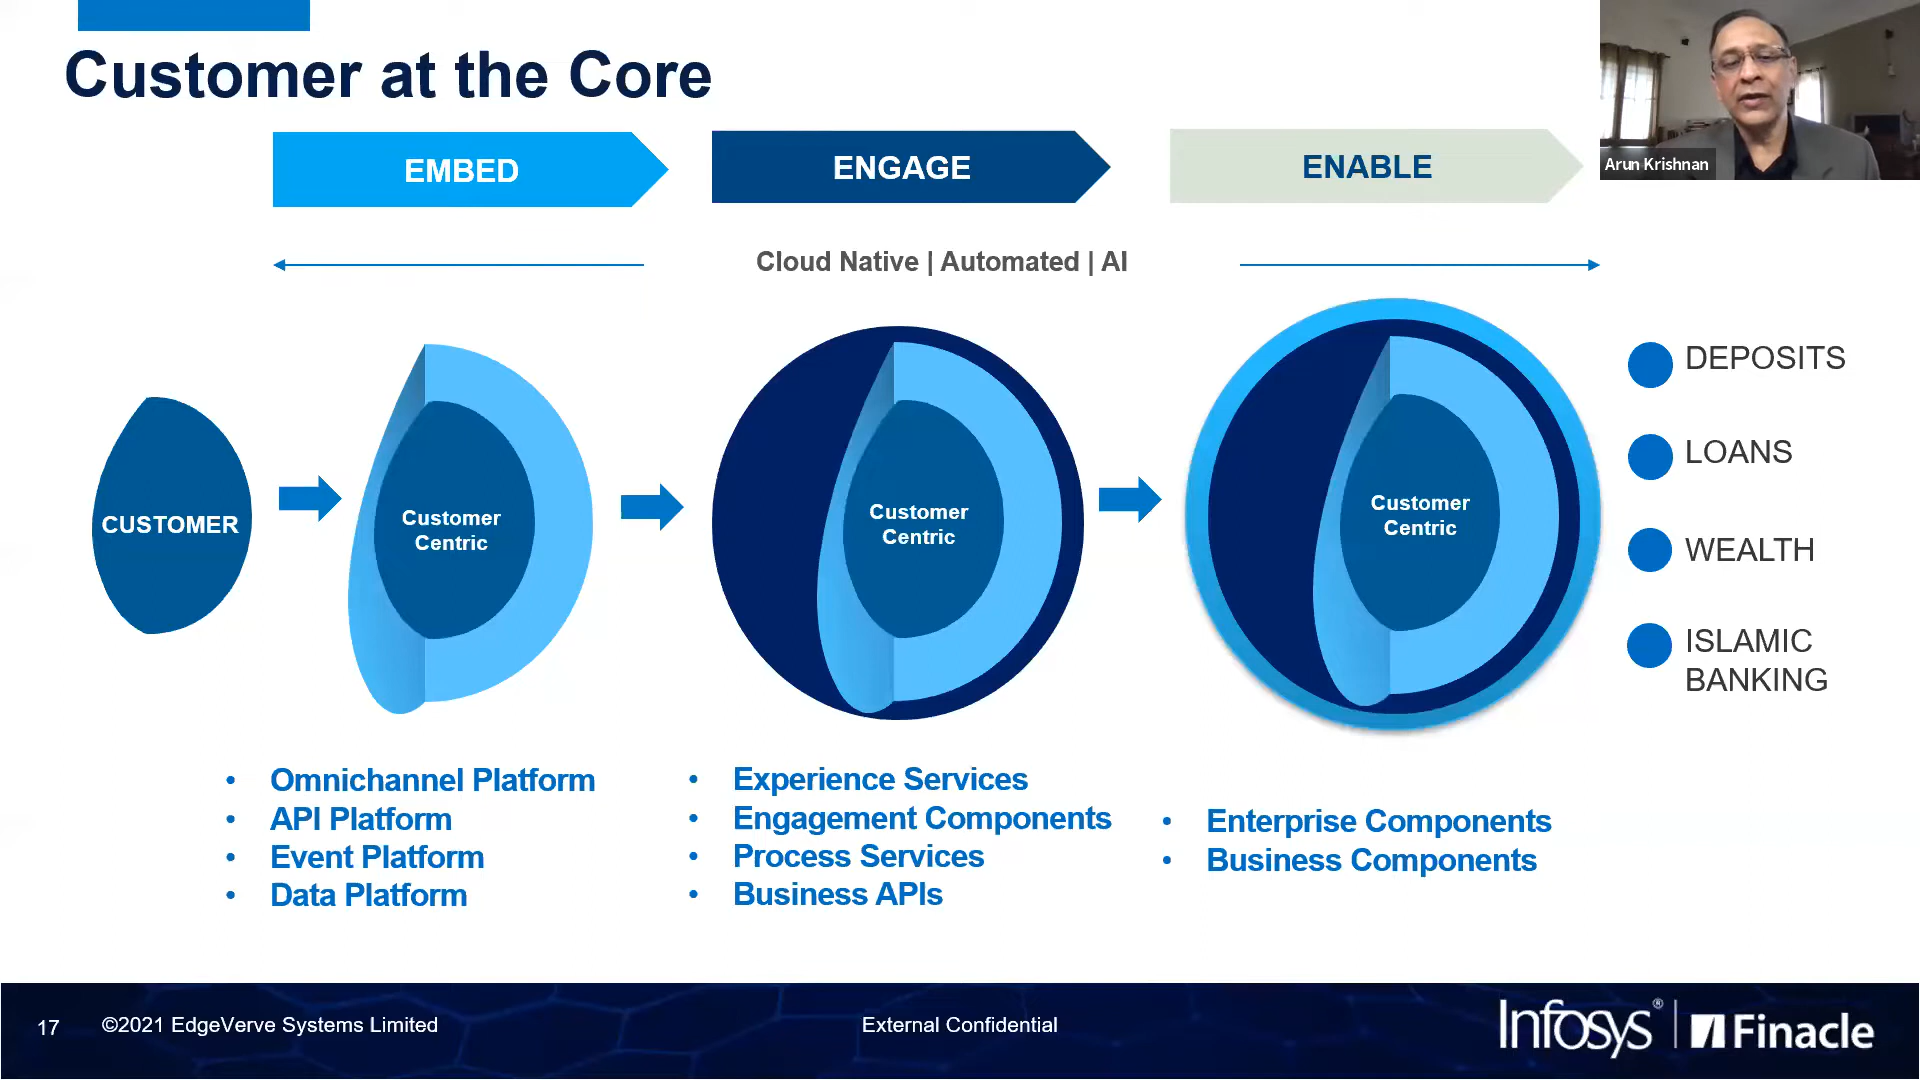 Customer at the Core
Arun Krishnan
EMBED
ENGAGE
ENABLE
Cloud Native | Automated | AI
CUSTOMER
Customer
Centric
Customer
Centric
Customer
Centric
DEPOSITS
LOANS
WEALTH
ISLAMIC
BANKING
• Omnichannel Platform
• API Platform
• Event Platform
• Data Platform
• Experience Services
• Engagement Components
• Process Services
• Business APIs
• Enterprise Components
• Business Components
17
©2021 EdgeVerve Systems Limited
External Confidential
Infosys® | Finacle